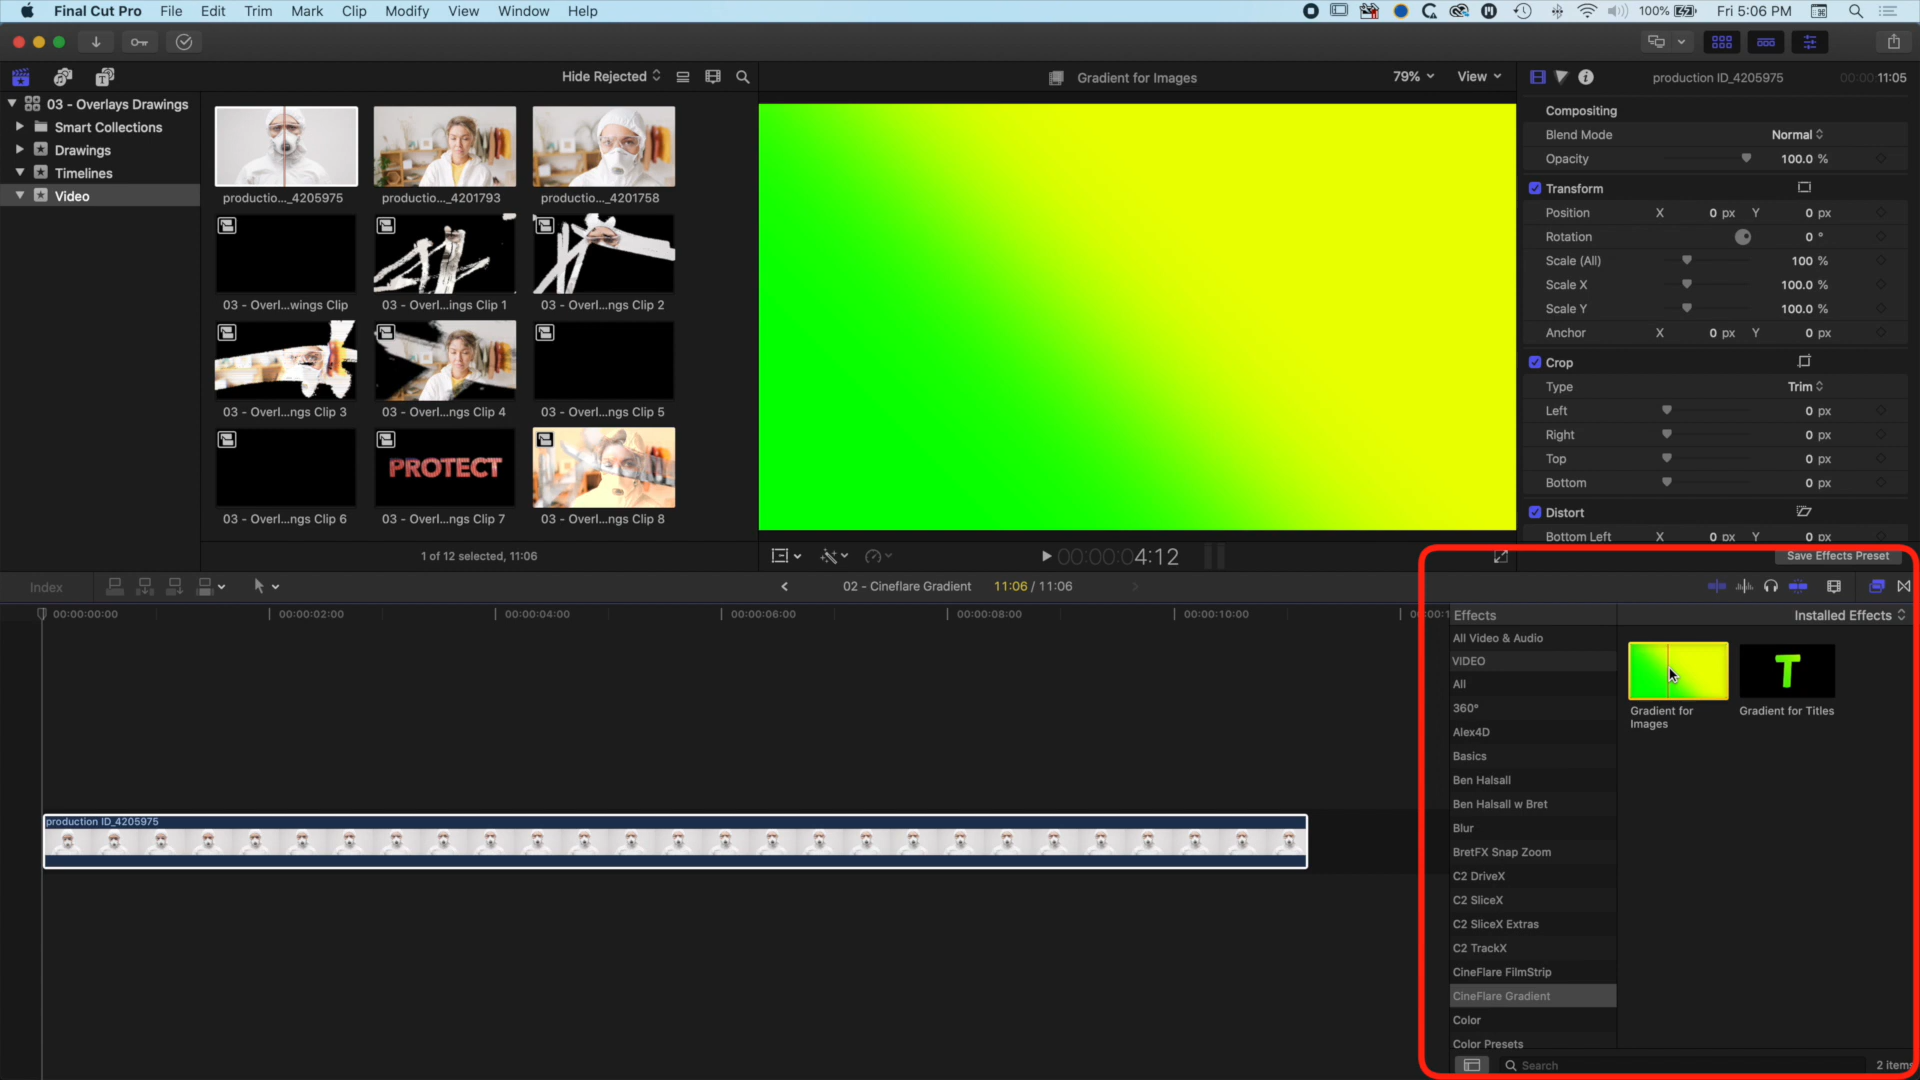 Final Cut Pro File Edit Trim Mark Clip Modify View Window Help 100% Fri 5:06 PM
Hide Rejected
Gradient for Images 79% View
production ID_4205975 00:00:11:05
03 - Overlays Drawings
Smart Collections
Drawings
Timelines
Video
productio..._4205975 productio..._4201793 productio..._4201758
03 - Overl...wings Clip 03 - Overl...ings Clip 1 03 - Overl...ngs Clip 2
03 - Overl...ngs Clip 3 03 - Overl...ngs Clip 4 03 - Overl...ngs Clip 5
PROTECT
03 - Overl...ngs Clip 6 03 - Overl...ngs Clip 7 03 - Overl...ngs Clip 8
1 of 12 selected, 11:06
00:00:04:12
Compositing
Blend Mode Normal
Opacity 100.0 %
Transform
Position X 0 px Y 0 px
Rotation 0 °
Scale (All) 100 %
Scale X 100.0 %
Scale Y 100.0 %
Anchor X 0 px Y 0 px
Crop
Type Trim
Left 0 px
Right 0 px
Top 0 px
Bottom 0 px
Distort
Bottom Left X 0 px Y 0 px
Save Effects Preset
Index
02 - Cineflare Gradient 11:06 / 11:06
00:00:00:00 00:00:02:00 00:00:04:00 00:00:06:00 00:00:08:00 00:00:10:00 00:00:1
production ID_4205975
Effects Installed Effects
All Video & Audio
VIDEO
All
360°
Alex4D
Basics
Ben Halsall
Ben Halsall w Bret
Blur
BretFX Snap Zoom
C2 DriveX
C2 SliceX
C2 SliceX Extras
C2 TrackX
CineFlare FilmStrip
CineFlare Gradient
Color
Color Presets
T
Gradient for
Images
Gradient for Titles
Search 2 items